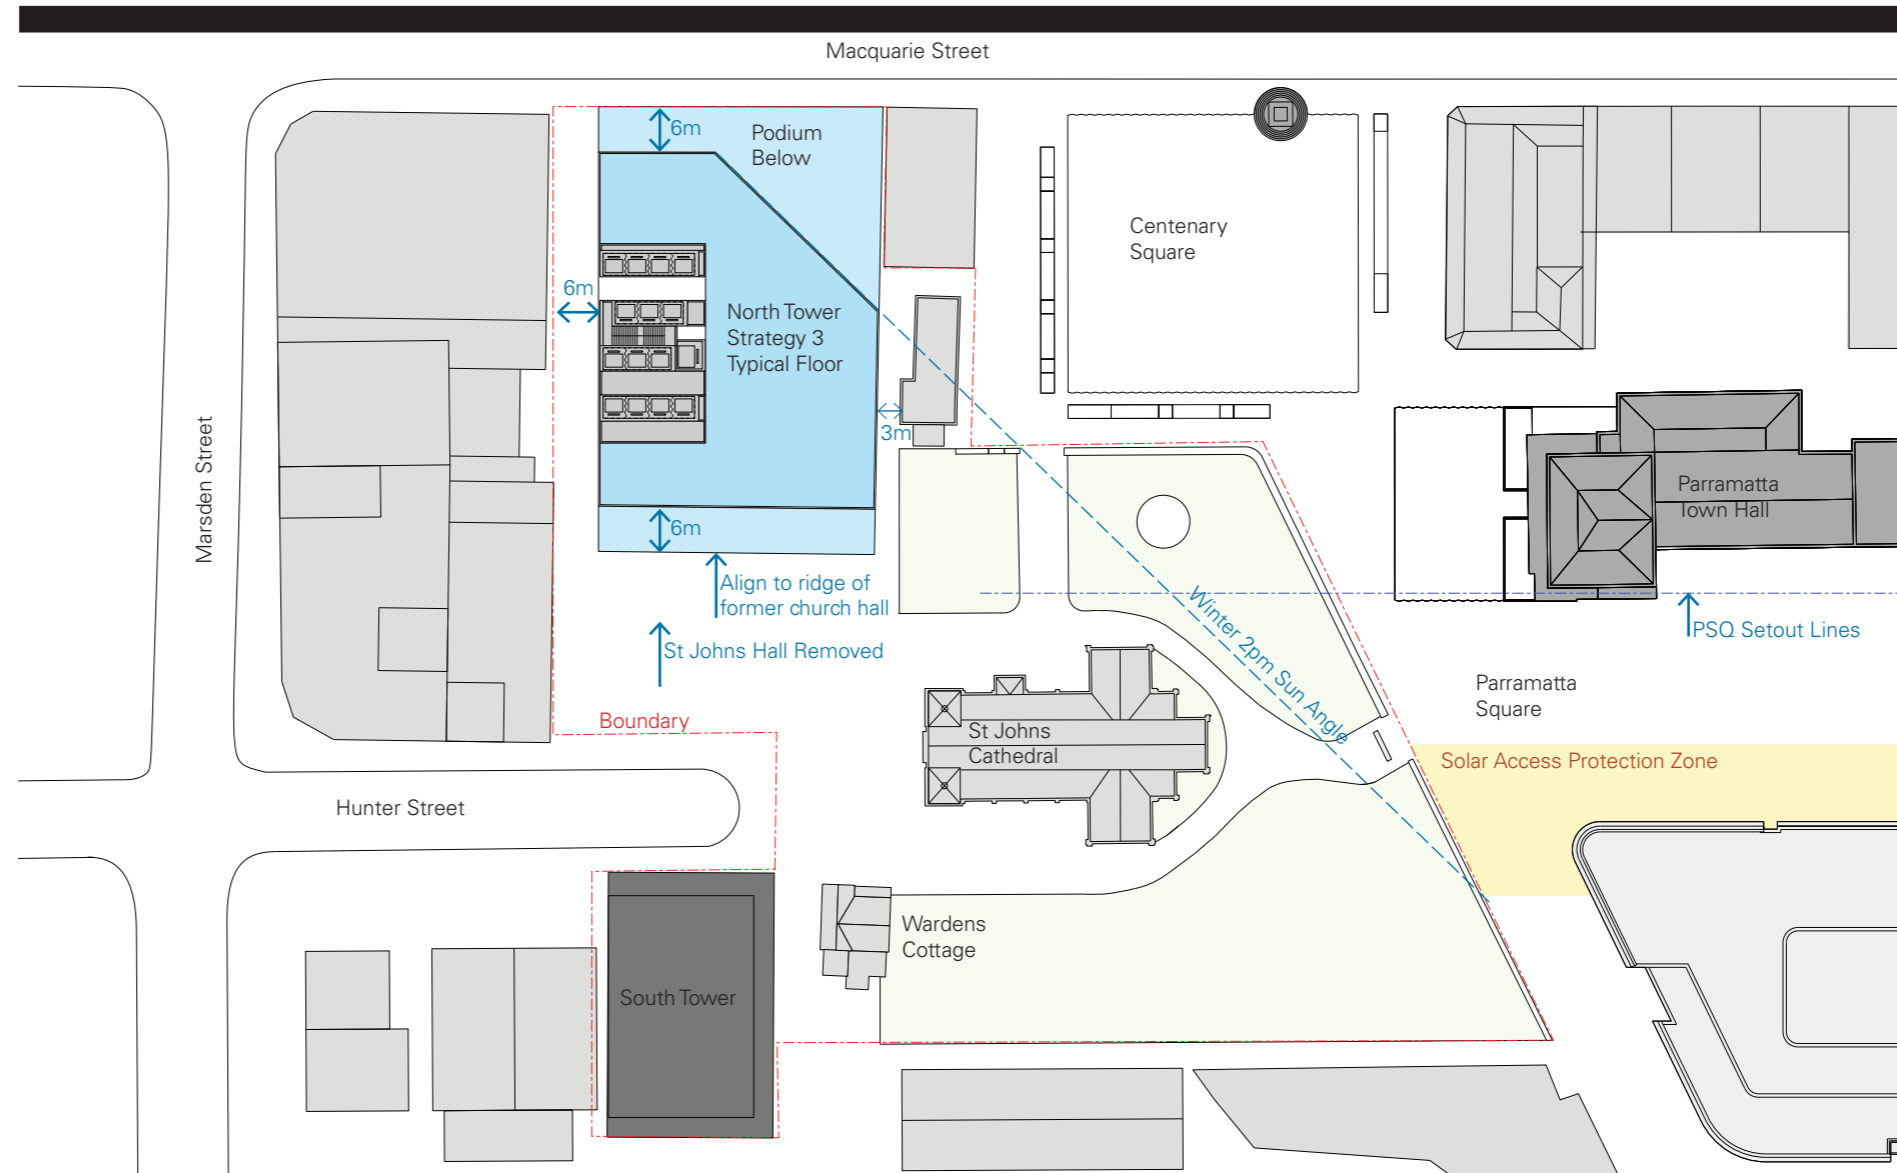 Macquarie Street
6m
Podium
Below
Centenary
Square
6m
North Tower
Strategy 3
Typical Floor
3m
Marsden Street
Parramatta
Town Hall
6m
Align to ridge of
former church hall
Winter 2pm Sun Angle
PSQ Setout Lines
St Johns Hall Removed
Parramatta
Square
Boundary
St Johns
Cathedral
Solar Access Protection Zone
Hunter Street
Wardens
Cottage
South Tower